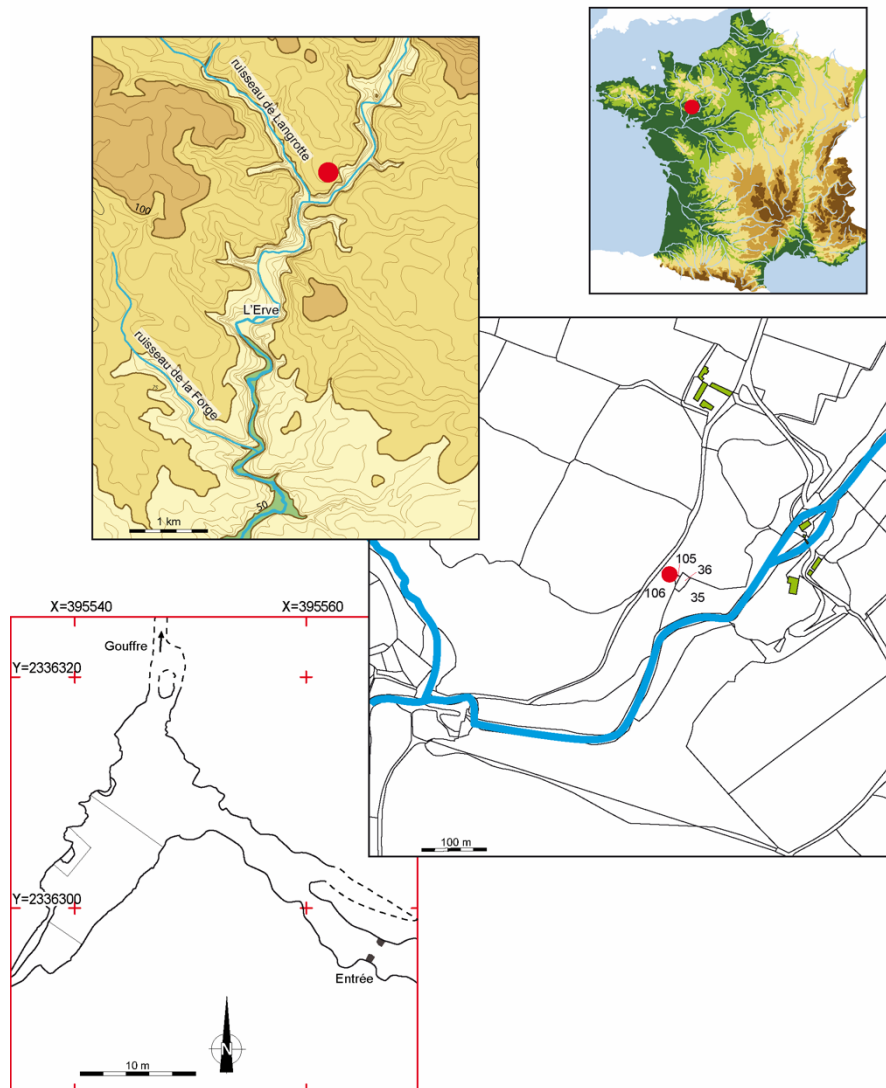 ruisseau de Langrotte
100
L'Erve
ruisseau de la Forge
75
50
1 km
105
36
106
35
100 m
X=395540
X=395560
Gouffre
Y=2336320
Y=2336300
Entrée
N
10 m